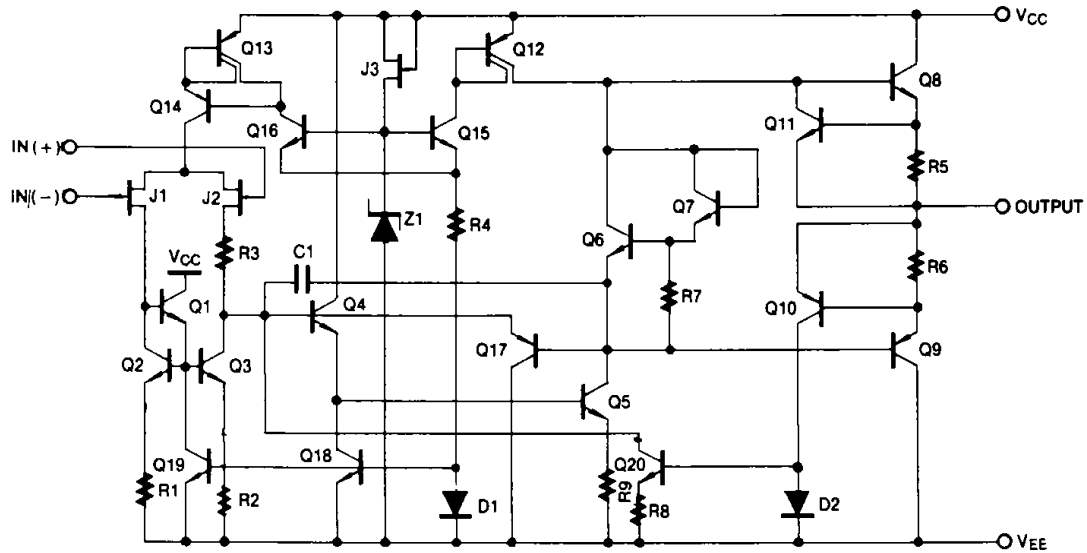 VCC
Q13
Q12
J3
Q8
Q14
Q16
Q15
Q11
IN(+)
R5
IN(-)
J1
J2
Z1
R4
Q7
OUTPUT
R3
C1
Q6
R6
VCC
Q1
Q4
R7
Q10
Q2
Q3
Q17
Q9
Q5
Q19
Q18
Q20
R1
R2
D1
R9
R8
D2
VEE